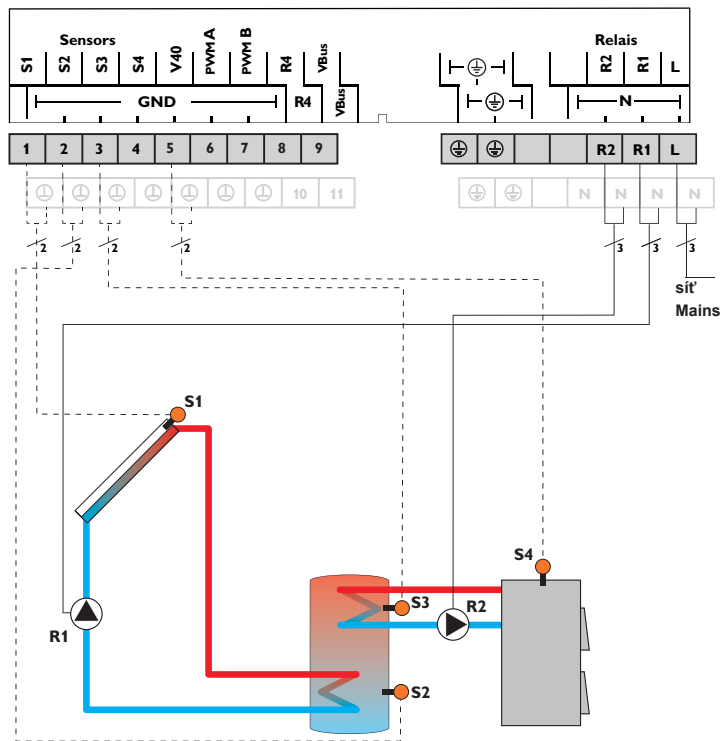 Sensors
Relais
S1 S2 S3 S4 V40 PWM A PWM B R4 VBus
R2 R1 L
GND R4 VBus
N
1 2 3 4 5 6 7 8 9
R2 R1 L
10 11
N N N N
2 2 2 2
3 3 3
síť
Mains
S1
S4
S3
R2
R1
S2